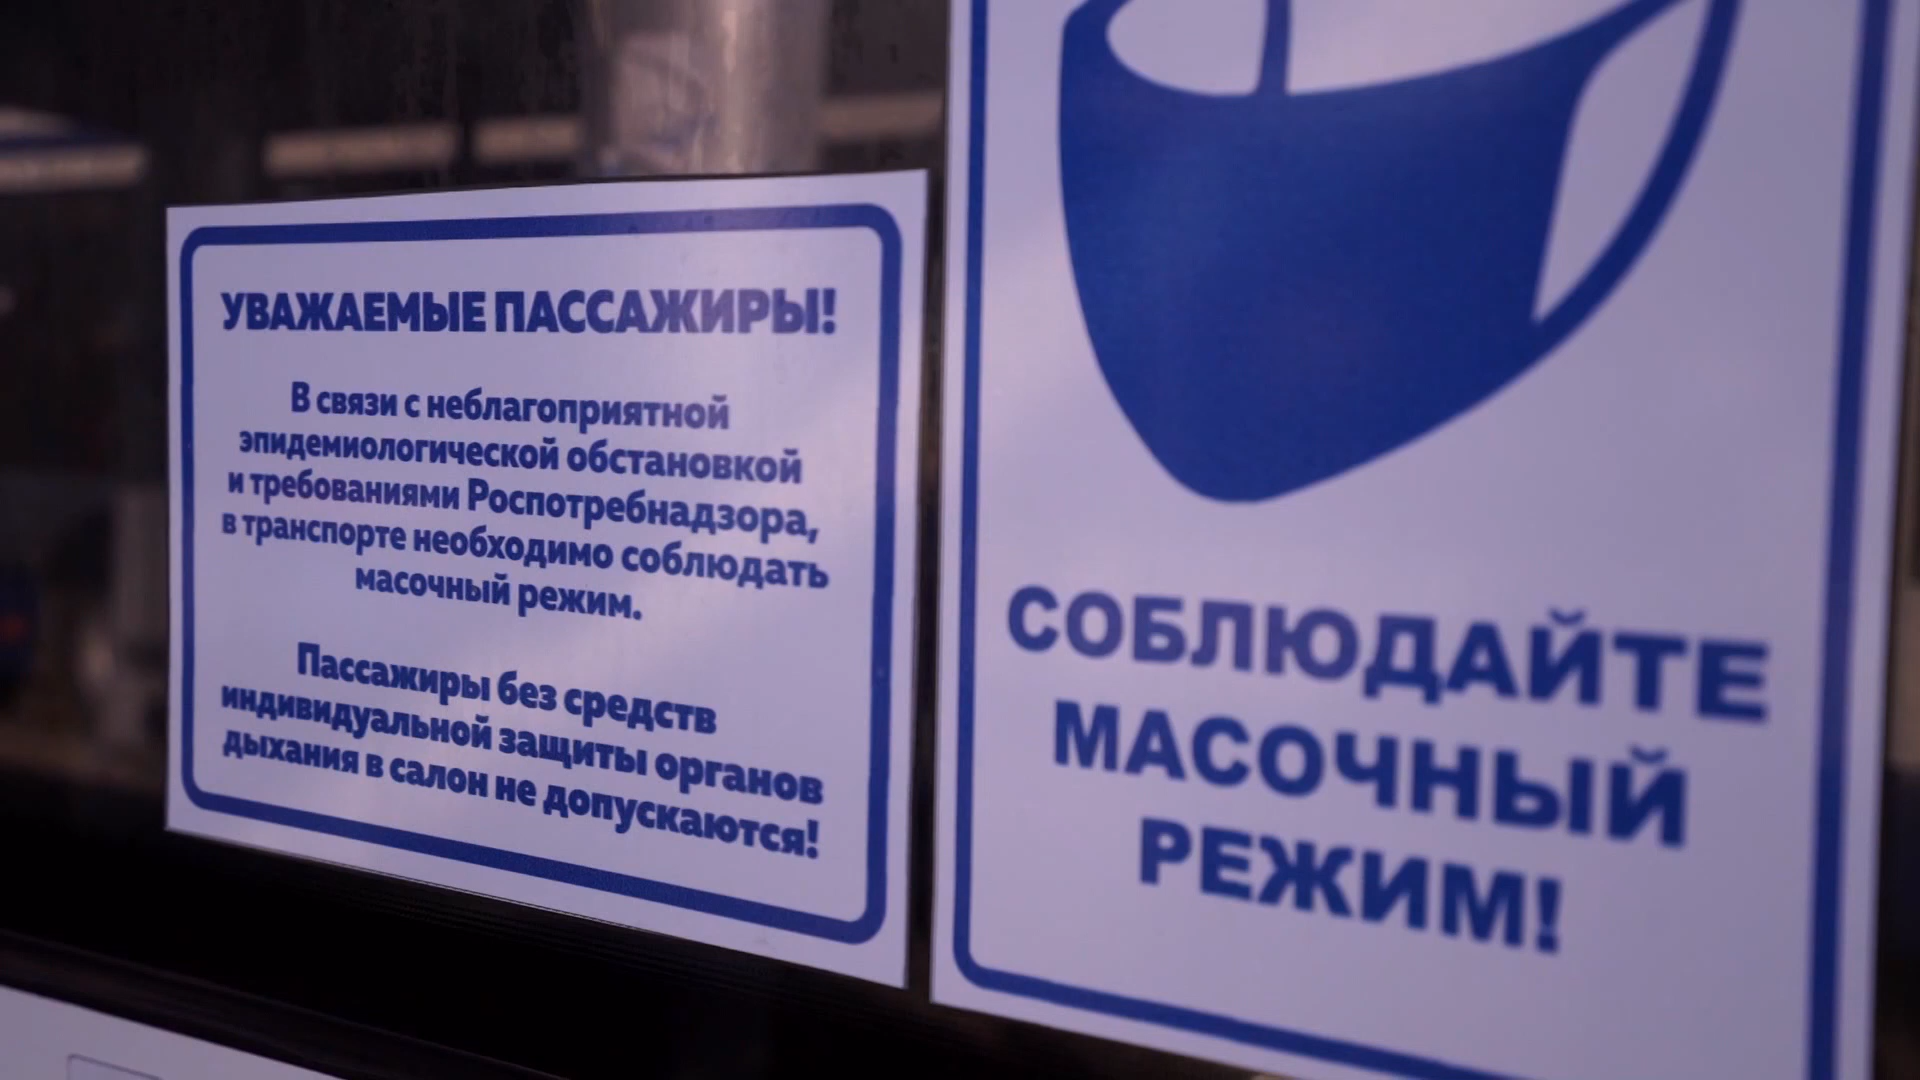 УВАЖАЕМЫЕ ПАССАЖИРЫ!
В связи с неблагоприятной
эпидемиологической обстановкой
и требованиями Роспотребнадзора,
в транспорте необходимо соблюдать
масочный режим.
Пассажиры без средств
индивидуальной защиты органов
дыхания в салон не допускаются!
СОБЛЮДАЙТЕ
МАСОЧНЫЙ
РЕЖИМ!